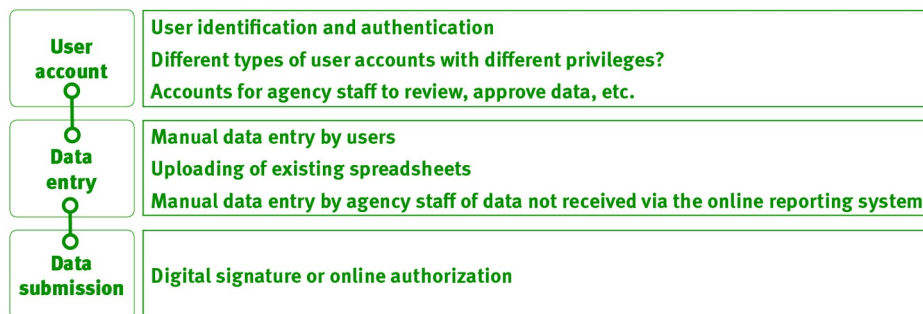 User
account
User identification and authentication
Different types of user accounts with different privileges?
Accounts for agency staff to review, approve data, etc.
Data
entry
Manual data entry by users
Uploading of existing spreadsheets
Manual data entry by agency staff of data not received via the online reporting system
Data
submission
Digital signature or online authorization